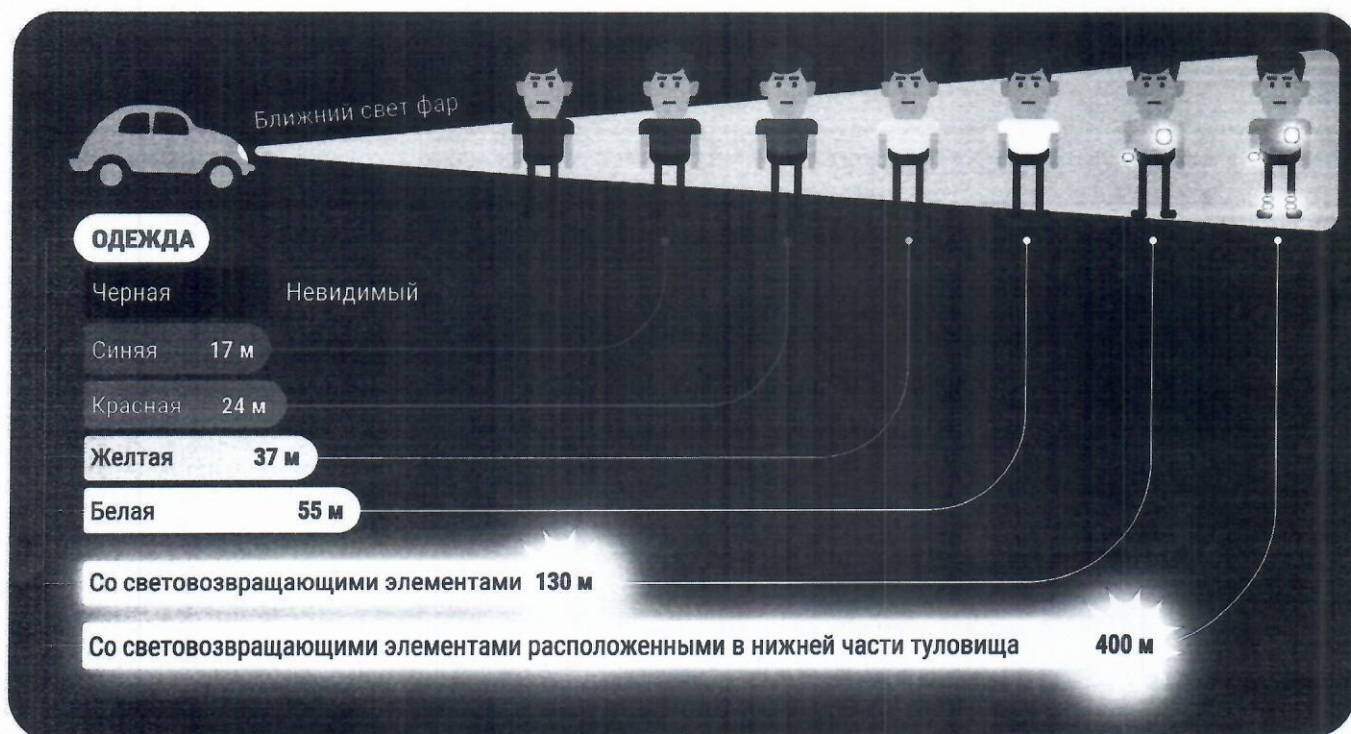 Ближний свет фар
ОДЕЖДА
Черная Невидимый
Синяя 17 м
Красная 24 м
Желтая 37 м
Белая 55 м
Со световозвращающими элементами 130 м
Со световозвращающими элементами расположенными в нижней части туловища 400 м